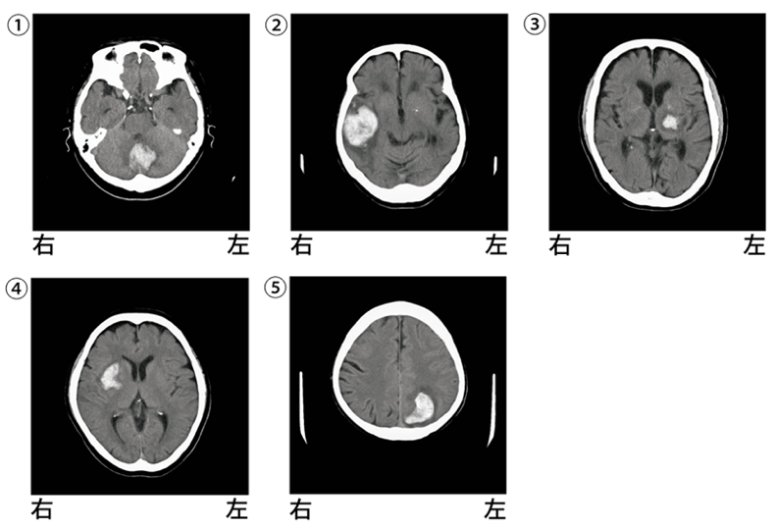 ① ② ③
右 左 右 左 右 左
④ ⑤
右 左 右 左